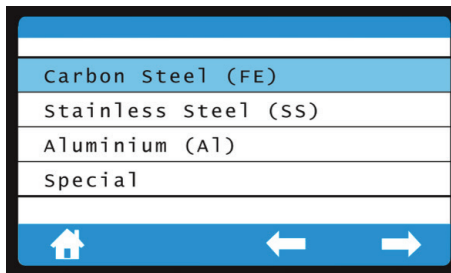 Carbon Steel (FE)
Stainless Steel (SS)
Aluminium (Al)
Special